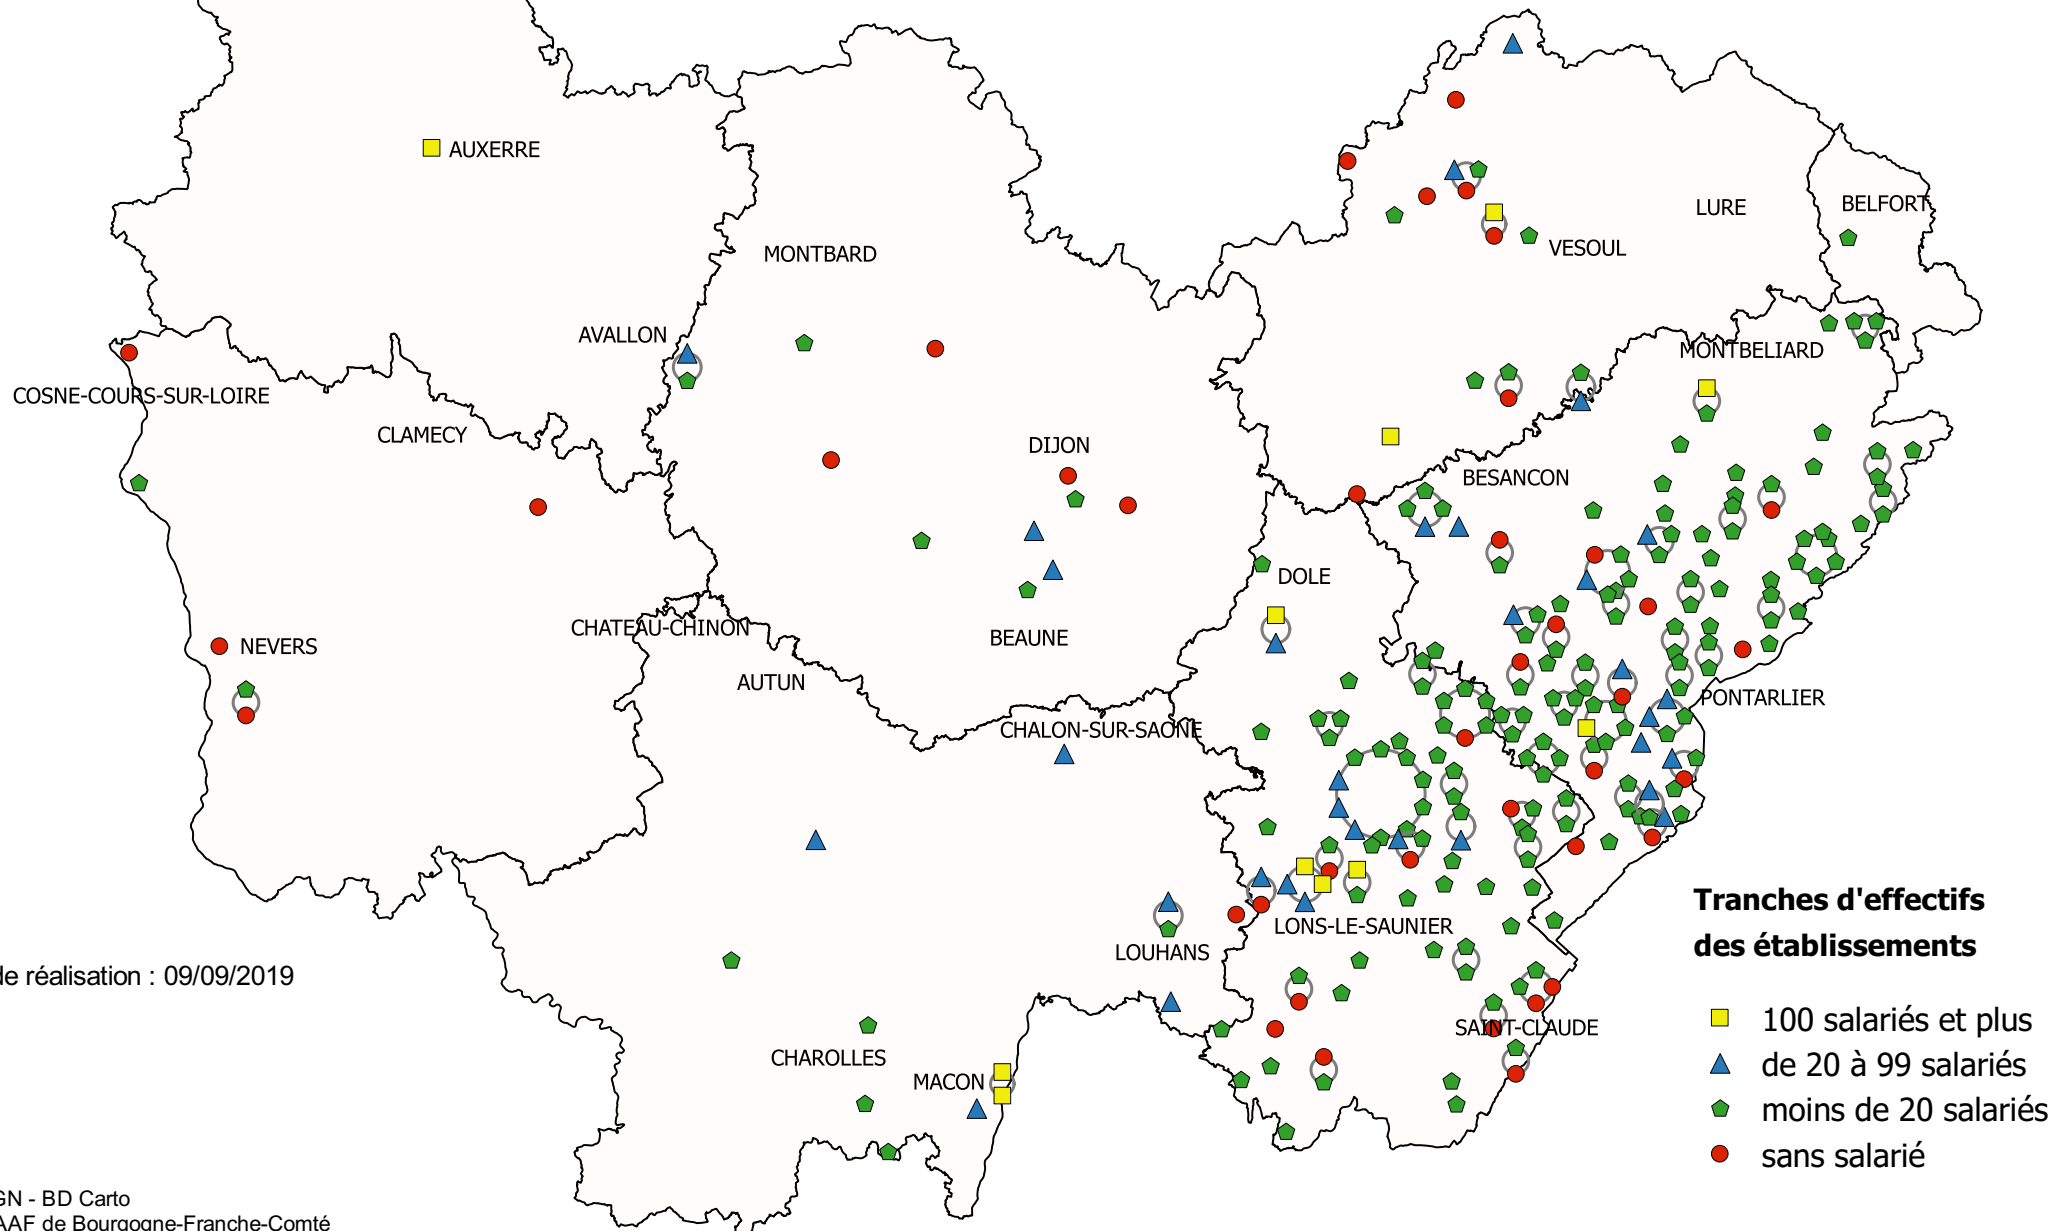 AUXERRE
LURE
BELFORT
VESOUL
MONTBARD
AVALLON
MONTBELIARD
COSNE-COURS-SUR-LOIRE
CLAMECY
DIJON
BESANCON
DOLE
CHATEAU-CHINON
BEAUNE
NEVERS
AUTUN
PONTARLIER
CHALON-SUR-SAONE
LONS-LE-SAUNIER
LOUHANS
SAINT-CLAUDE
CHAROLLES
MACON
Tranches d'effectifs
des établissements
100 salariés et plus
de 20 à 99 salariés
moins de 20 salariés
sans salarié
de réalisation : 09/09/2019
GN - BD Carto
AAF de Bourgogne-Franche-Comté